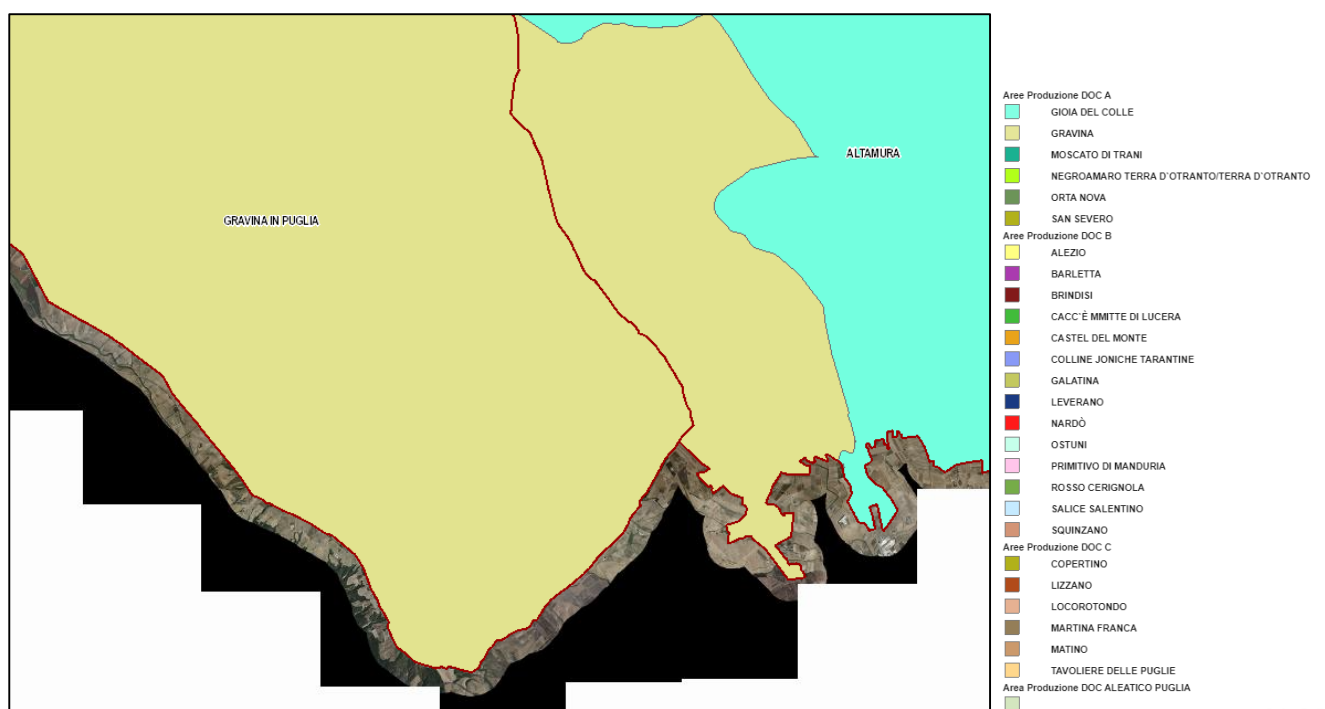 ALTAMURA
GRAVINA IN PUGLIA
Aree Produzione DOC A
GIOIA DEL COLLE
GRAVINA
MOSCATO DI TRANI
NEGROAMARO TERRA D'OTRANTO/TERRA D'OTRANTO
ORTA NOVA
SAN SEVERO
Aree Produzione DOC B
ALEZIO
BARLETTA
BRINDISI
CACC'È MMITTE DI LUCERA
CASTEL DEL MONTE
COLLINE JONICHE TARANTINE
GALATINA
LEVERANO
NARDÒ
OSTUNI
PRIMITIVO DI MANDURIA
ROSSO CERIGNOLA
SALICE SALENTINO
SQUINZANO
Aree Produzione DOC C
COPERTINO
LIZZANO
LOCOROTONDO
MARTINA FRANCA
MATINO
TAVOLIERE DELLE PUGLIE
Area Produzione DOC ALEATICO PUGLIA